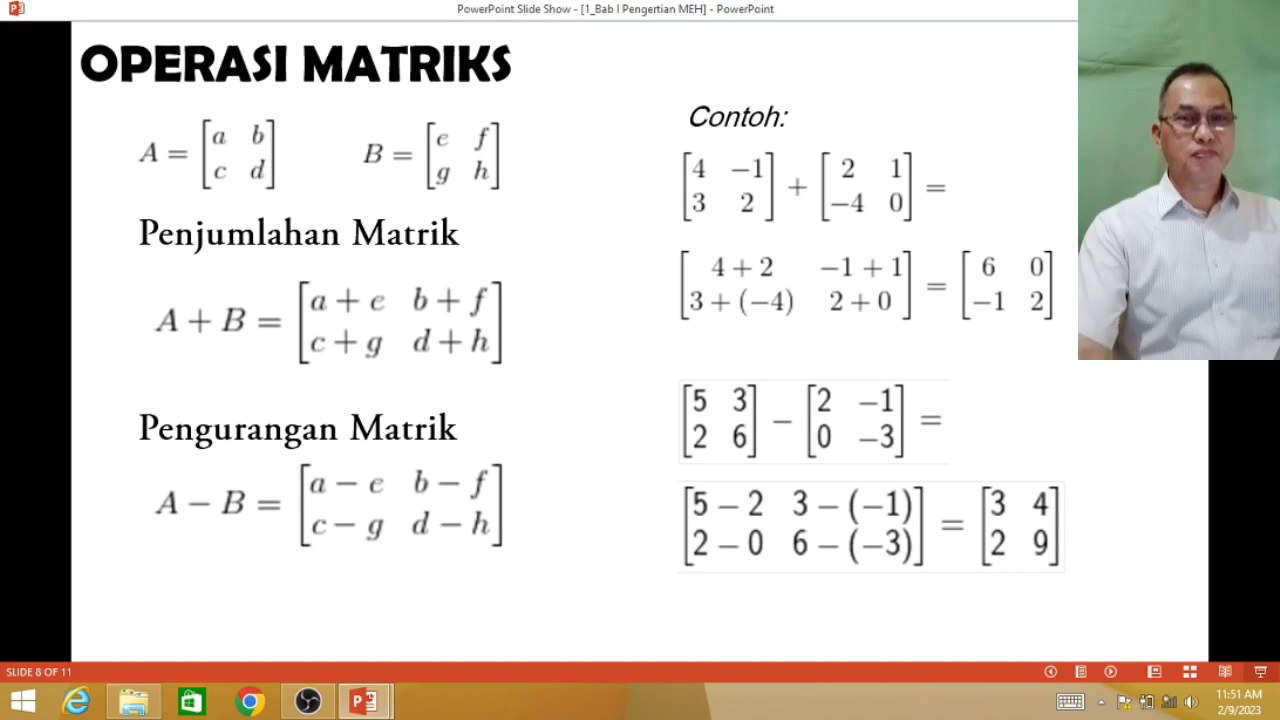 PowerPoint Slide Show - [1_Bab I Pengertian MEH] - PowerPoint
OPERASI MATRIKS
A = [a b
c d]
B = [e f
g h]
Penjumlahan Matrik
A + B = [a + e b + f
c + g d + h]
Pengurangan Matrik
A − B = [a − e b − f
c − g d − h]
Contoh:
[4 −1
3 2] + [2 1
−4 0] =
[4 + 2 −1 + 1
3 + (−4) 2 + 0] = [6 0
−1 2]
[5 3
2 6] − [2 −1
0 −3] =
[5 − 2 3 − (−1)
2 − 0 6 − (−3)] = [3 4
2 9]
SLIDE 8 OF 11
11:51 AM
2/9/2023